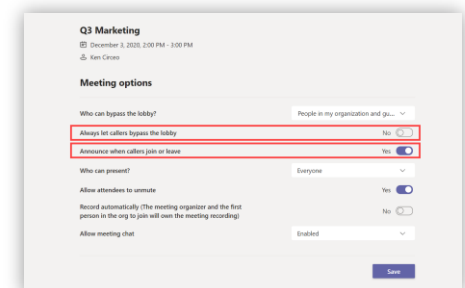 Q3 Marketing
December 3, 2020, 2:00 PM - 3:00 PM
Ken Circeo
Meeting options
Who can bypass the lobby? People in my organization and gu...
Always let callers bypass the lobby No
Announce when callers join or leave Yes
Who can present? Everyone
Allow attendees to unmute Yes
Record automatically (The meeting organizer and the first
person in the org to join will own the meeting recording) No
Allow meeting chat Enabled
Save